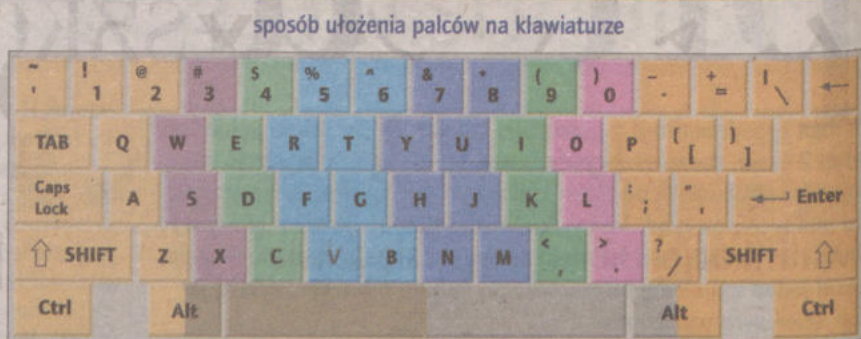 sposób ułożenia palców na klawiaturze
~ ' ! 1 @ 2 # 3 $ 4 % 5 ^ 6 & 7 * 8 ( 9 ) 0 - . + = | \ ←
TAB Q W E R T Y U I O P { [ } ]
Caps Lock A S D F G H J K L : ; " , ← Enter
⇧ SHIFT Z X C V B N M < , > . ? / SHIFT ⇧
Ctrl Alt Alt Ctrl